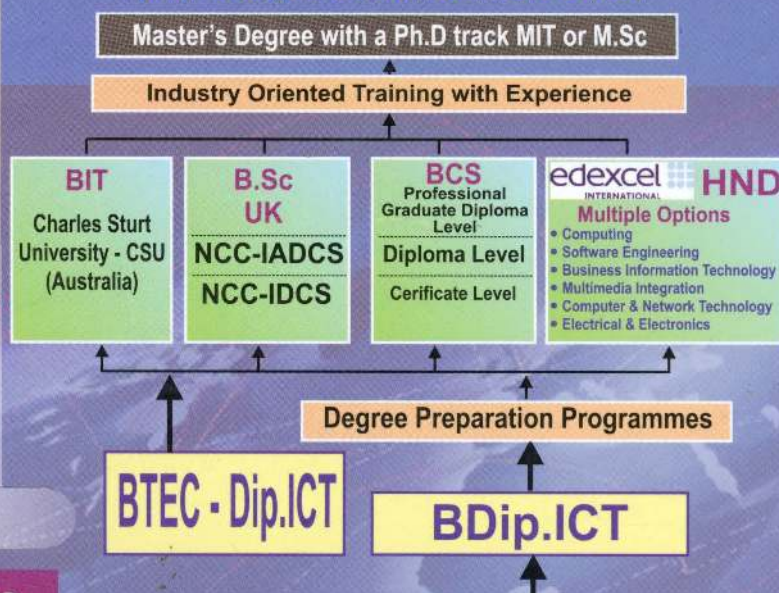 Master's Degree with a Ph.D track MIT or M.Sc
Industry Oriented Training with Experience
BIT
Charles Sturt
University - CSU
(Australia)
B.Sc
UK
NCC-IADCS
NCC-IDCS
BCS
Professional
Graduate Diploma
Level
Diploma Level
Cerificate Level
edexcel
INTERNATIONAL
HND
Multiple Options
• Computing
• Software Engineering
• Business Information Technology
• Multimedia Integration
• Computer & Network Technology
• Electrical & Electronics
Degree Preparation Programmes
BTEC - Dip.ICT
BDip.ICT